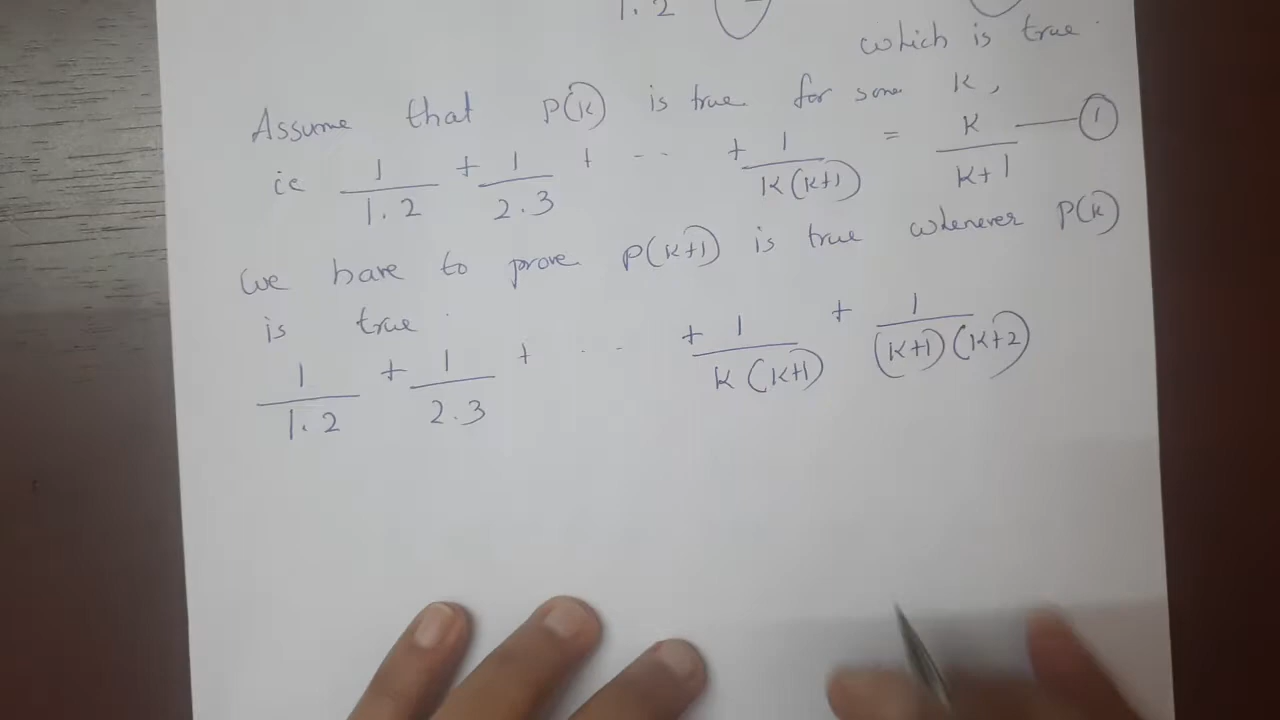 1.2
which is true.
Assume that P(k) is true for some k,
ie 1/1.2 + 1/2.3 + -- -- + 1/k(k+1) = k/k+1 —— ①
We have to prove P(k+1) is true whenever P(k)
is true.
1/1.2 + 1/2.3 + .. -- + 1/k(k+1) + 1/(k+1)(k+2)